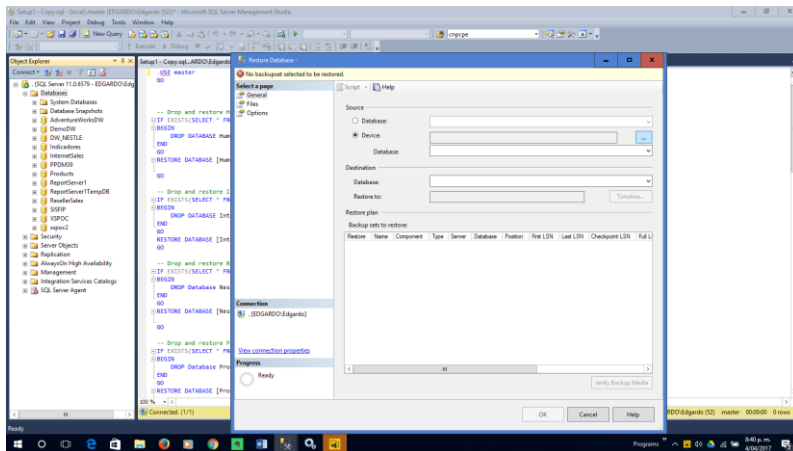 Setup1 - Copy.sql - (local).master (EDGARDO\Edgardo (52))* - Microsoft SQL Server Management Studio
File Edit View Project Debug Tools Window Help
New Query
cnpcpe
Execute Debug
Object Explorer
Setup1 - Copy.sql...ARDO\Edgardo
Connect
. (SQL Server 11.0.6579 - EDGARDO\Edg
Databases
System Databases
Database Snapshots
AdventureWorksDW
DemoDW
DW_NESTLE
Indicadores
InternetSales
PPDM39
Products
ReportServer1
ReportServer1TempDB
ResellerSales
SISFIP
XSPOC
xspoc2
Security
Server Objects
Replication
AlwaysOn High Availability
Management
Integration Services Catalogs
SQL Server Agent
USE master
GO
-- Drop and restore H
IF EXISTS(SELECT * FR
BEGIN
DROP DATABASE Hum
END
GO
RESTORE DATABASE [Hum
GO
-- Drop and restore I
IF EXISTS(SELECT * FR
BEGIN
DROP DATABASE Int
END
GO
RESTORE DATABASE [Int
GO
-- Drop and restore R
IF EXISTS(SELECT * FR
BEGIN
DROP Database Res
END
GO
RESTORE DATABASE [Res
GO
-- Drop and restore P
IF EXISTS(SELECT * FR
BEGIN
DROP Database Pro
END
GO
RESTORE DATABASE [Pro
100 %
Connected. (1/1)
Restore Database -
No backupset selected to be restored.
Select a page
General
Files
Options
Script Help
Source
Database:
Device:
...
Database:
Destination
Database:
Restore to:
Timeline...
Restore plan
Backup sets to restore:
Restore Name Component Type Server Database Position First LSN Last LSN Checkpoint LSN Full L
Connection
. [EDGARDO\Edgardo]
View connection properties
Progress
Ready
Verify Backup Media
OK Cancel Help
RDO\Edgardo (52) master 00:00:00 0 rows
Ready
Programs
8:40 p. m.
4/04/2017